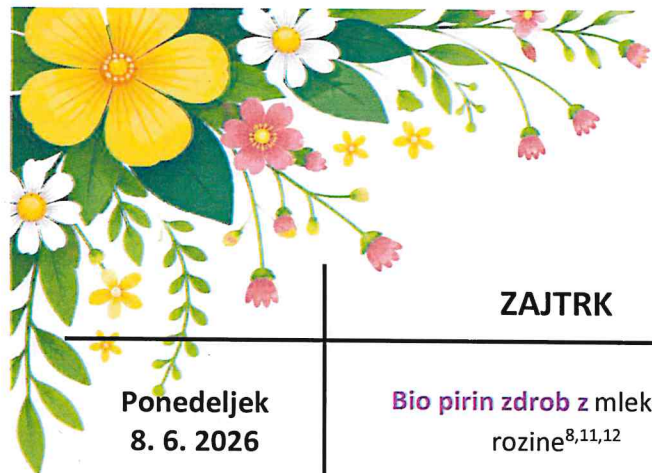 ZAJTRK
Ponedeljek
8. 6. 2026
Bio pirin zdrob z mlek
rozine⁸,¹¹,¹²